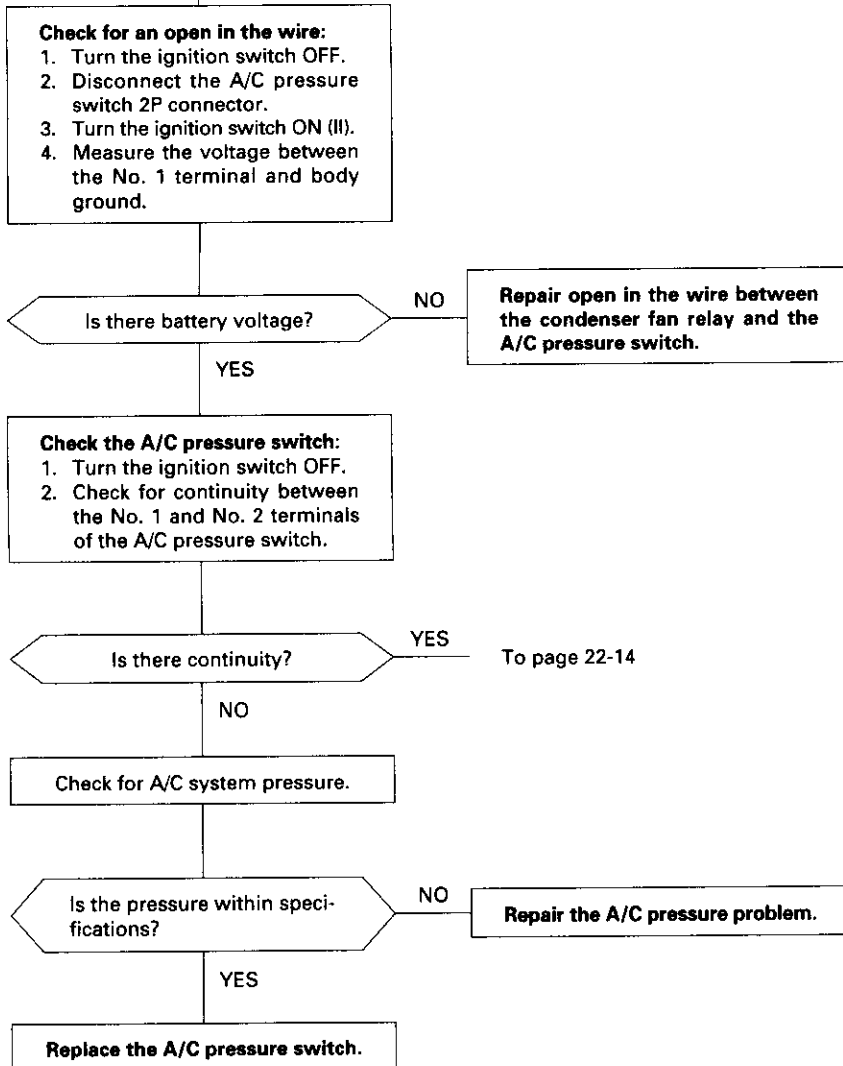 Check for an open in the wire:
1. Turn the ignition switch OFF.
2. Disconnect the A/C pressure
switch 2P connector.
3. Turn the ignition switch ON (II).
4. Measure the voltage between
the No. 1 terminal and body
ground.
Is there battery voltage?
NO
Repair open in the wire between
the condenser fan relay and the
A/C pressure switch.
YES
Check the A/C pressure switch:
1. Turn the ignition switch OFF.
2. Check for continuity between
the No. 1 and No. 2 terminals
of the A/C pressure switch.
Is there continuity?
YES
To page 22-14
NO
Check for A/C system pressure.
Is the pressure within speci-
fications?
NO
Repair the A/C pressure problem.
YES
Replace the A/C pressure switch.